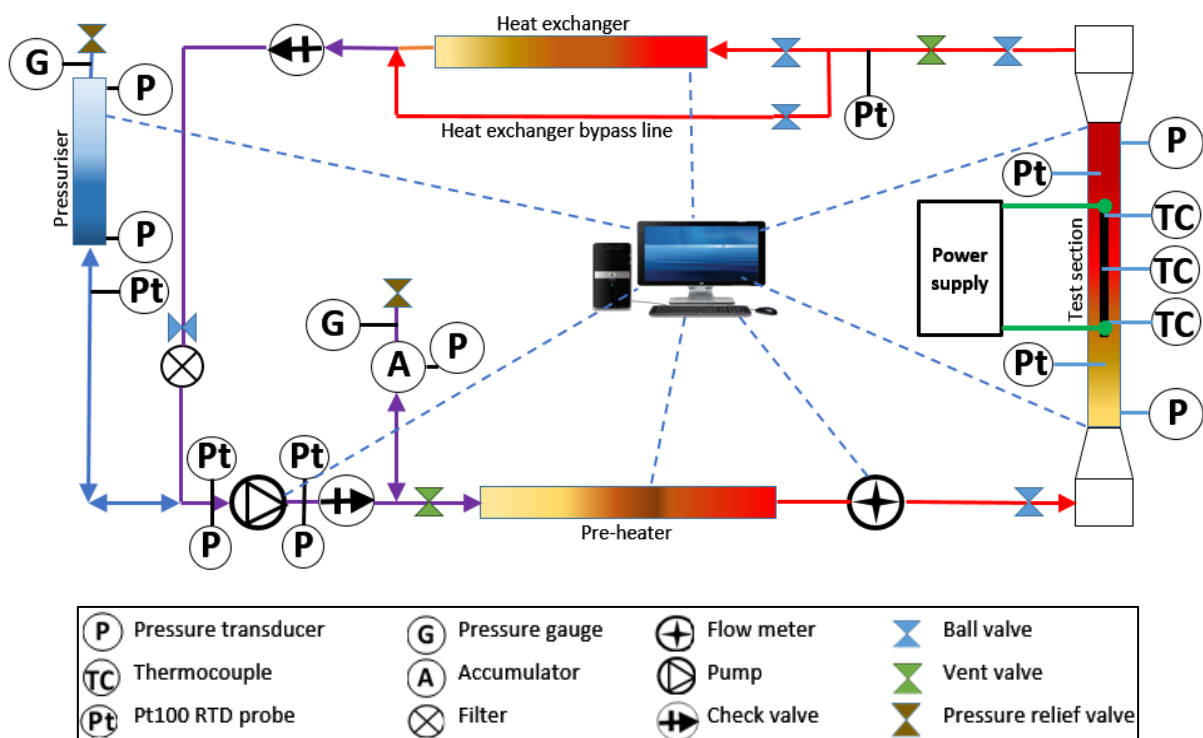 Heat exchanger
G
P
Pt
Heat exchanger bypass line
Pressuriser
P
Pt
P
TC
Power
supply
Test section
TC
P
Pt
G
A
P
TC
Pt
P
Pt
Pt
P
P
Pre-heater
P Pressure transducer
G Pressure gauge
Flow meter
Ball valve
TC Thermocouple
A Accumulator
Pump
Vent valve
Pt Pt100 RTD probe
Filter
Check valve
Pressure relief valve